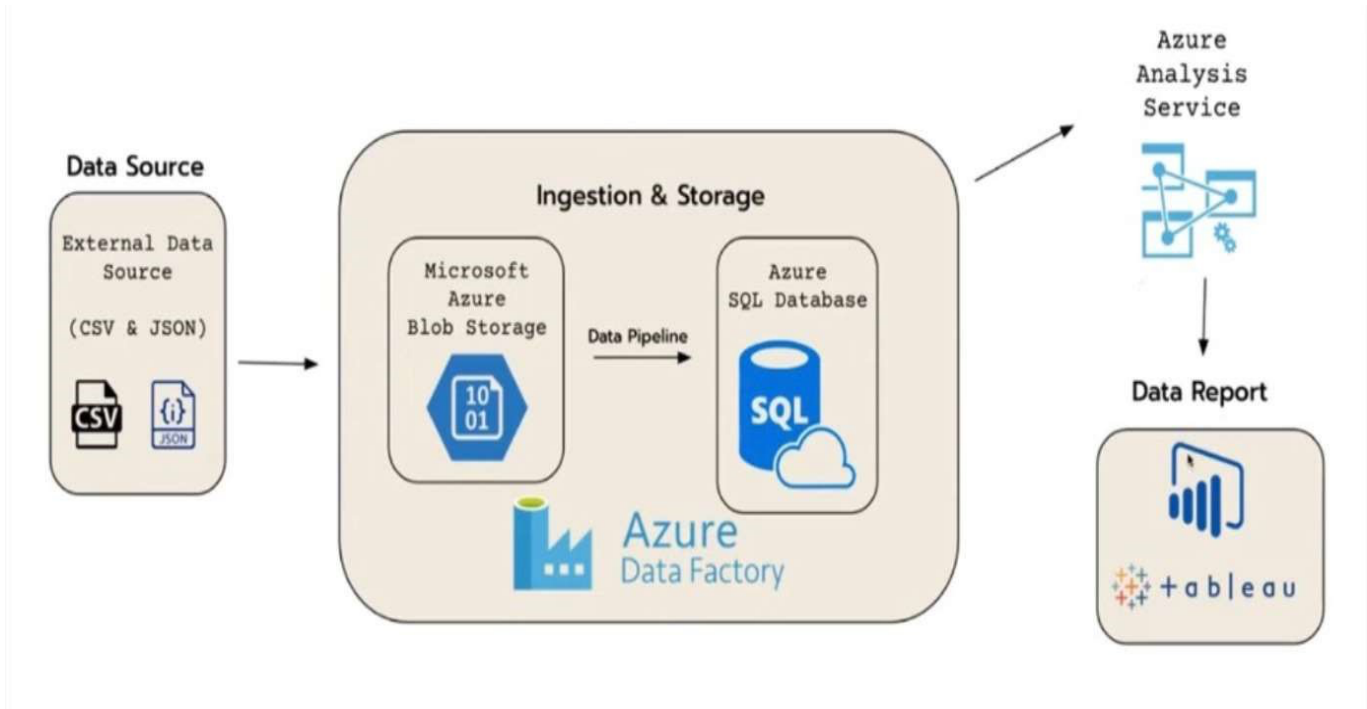 Data Source
External Data
Source
(CSV & JSON)
CSV
{i}
JSON
Ingestion & Storage
Microsoft
Azure
Blob Storage
10
01
Data Pipeline
Azure
SQL Database
SQL
Azure
Data Factory
Azure
Analysis
Service
Data Report
+ableau